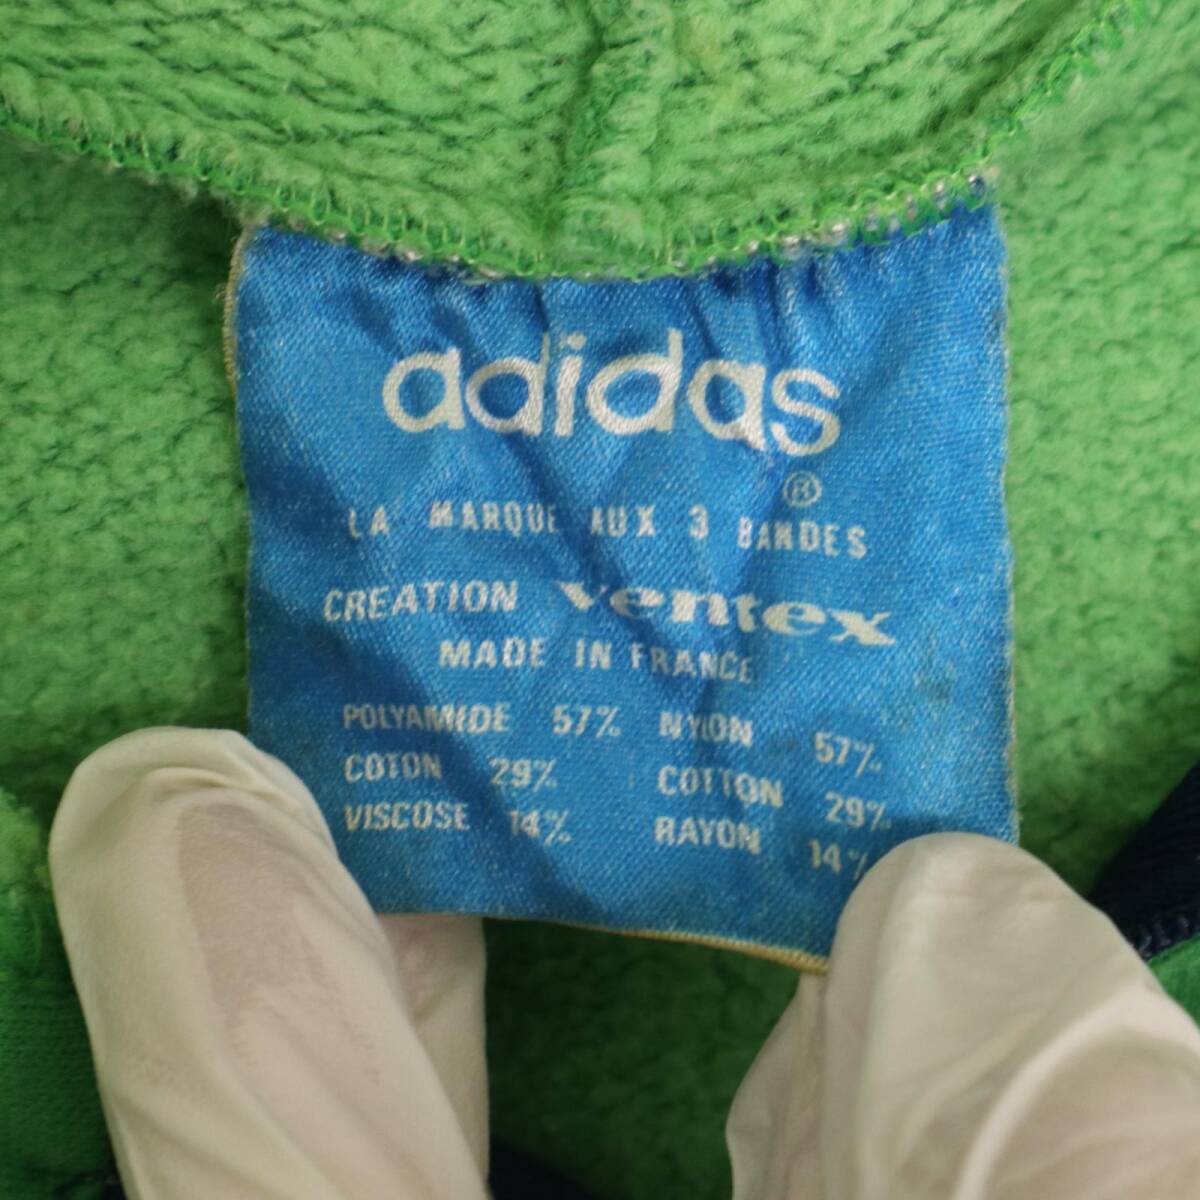 adidas
®
LA MARQUE AUX 3 BANDES
CREATION ventex
MADE IN FRANCE
POLYAMIDE 57% NYLON 57%
COTON 29% COTTON 29%
VISCOSE 14% RAYON 14%